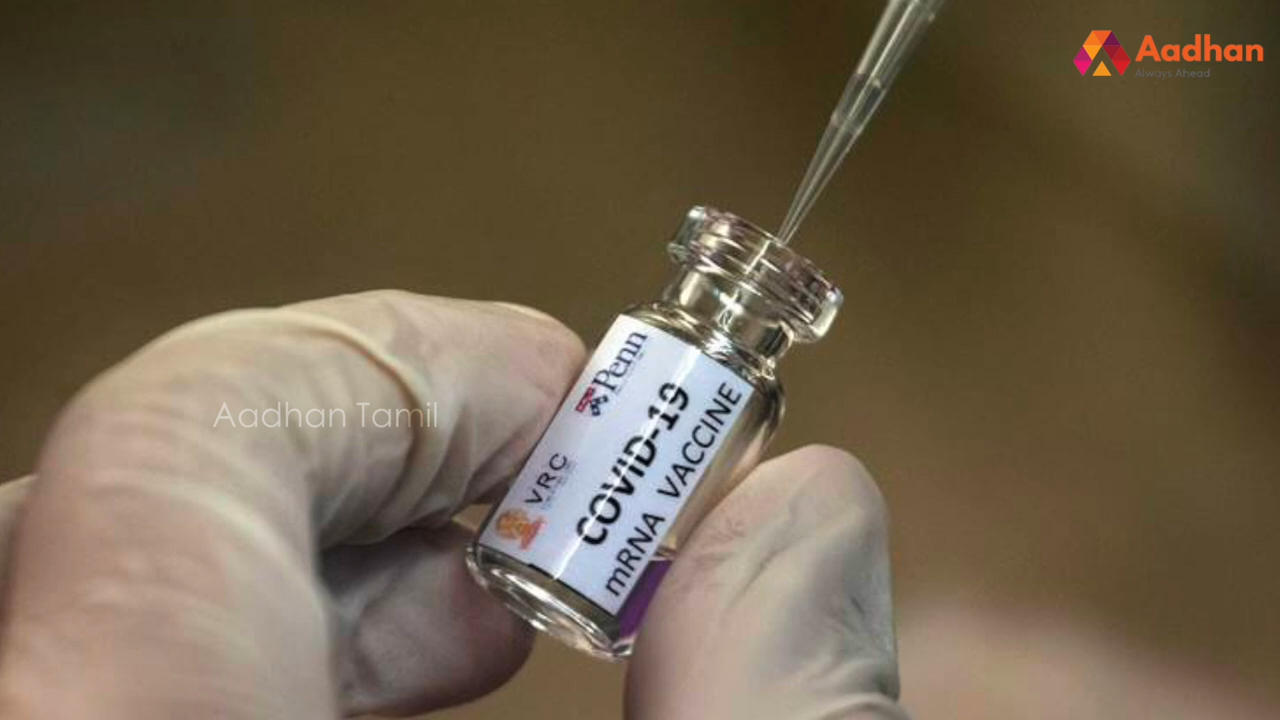 Aadhan
Always Ahead
Aadhan Tamil
Penn
VRC
COVID-19
mRNA VACCINE